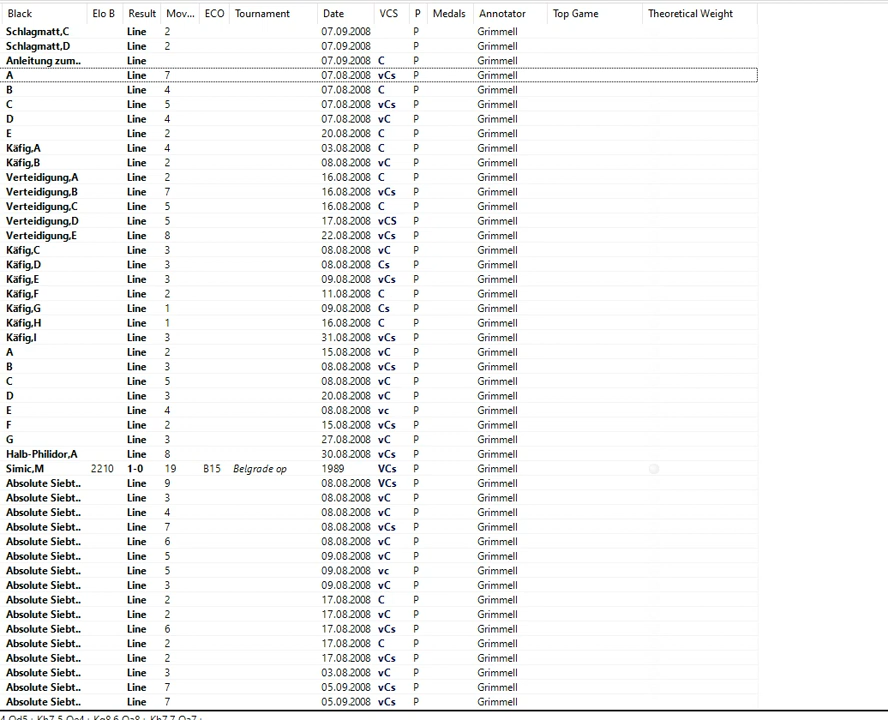 Black Elo B Result Mov... ECO Tournament Date VCS P Medals Annotator Top Game Theoretical Weight
Schlagmatt,C Line 2 07.09.2008 P Grimmell
Schlagmatt,D Line 2 07.09.2008 P Grimmell
Anleitung zum.. Line 07.09.2008 C P Grimmell
A Line 7 07.08.2008 vCs P Grimmell
B Line 4 07.08.2008 C P Grimmell
C Line 5 07.08.2008 vCs P Grimmell
D Line 4 07.08.2008 vC P Grimmell
E Line 2 20.08.2008 C P Grimmell
Käfig,A Line 4 03.08.2008 C P Grimmell
Käfig,B Line 2 08.08.2008 vC P Grimmell
Verteidigung,A Line 2 16.08.2008 C P Grimmell
Verteidigung,B Line 7 16.08.2008 vCs P Grimmell
Verteidigung,C Line 5 16.08.2008 C P Grimmell
Verteidigung,D Line 5 17.08.2008 vCS P Grimmell
Verteidigung,E Line 8 22.08.2008 vCs P Grimmell
Käfig,C Line 3 08.08.2008 vC P Grimmell
Käfig,D Line 3 08.08.2008 Cs P Grimmell
Käfig,E Line 3 09.08.2008 vCs P Grimmell
Käfig,F Line 2 11.08.2008 C P Grimmell
Käfig,G Line 1 09.08.2008 Cs P Grimmell
Käfig,H Line 1 16.08.2008 C P Grimmell
Käfig,I Line 3 31.08.2008 vCs P Grimmell
A Line 2 15.08.2008 vC P Grimmell
B Line 3 08.08.2008 vCs P Grimmell
C Line 5 08.08.2008 vC P Grimmell
D Line 3 20.08.2008 vC P Grimmell
E Line 4 08.08.2008 vc P Grimmell
F Line 2 15.08.2008 vCs P Grimmell
G Line 3 27.08.2008 vC P Grimmell
Halb-Philidor,A Line 8 30.08.2008 vCs P Grimmell
Simic,M 2210 1-0 19 B15 Belgrade op 1989 VCs P Grimmell
Absolute Siebt.. Line 9 08.08.2008 VCs P Grimmell
Absolute Siebt.. Line 3 08.08.2008 vC P Grimmell
Absolute Siebt.. Line 4 08.08.2008 vC P Grimmell
Absolute Siebt.. Line 7 08.08.2008 vCs P Grimmell
Absolute Siebt.. Line 6 08.08.2008 vC P Grimmell
Absolute Siebt.. Line 5 09.08.2008 vC P Grimmell
Absolute Siebt.. Line 5 09.08.2008 vc P Grimmell
Absolute Siebt.. Line 3 09.08.2008 vC P Grimmell
Absolute Siebt.. Line 2 17.08.2008 C P Grimmell
Absolute Siebt.. Line 2 17.08.2008 vC P Grimmell
Absolute Siebt.. Line 6 17.08.2008 vCs P Grimmell
Absolute Siebt.. Line 2 17.08.2008 C P Grimmell
Absolute Siebt.. Line 2 17.08.2008 vCs P Grimmell
Absolute Siebt.. Line 3 03.08.2008 vC P Grimmell
Absolute Siebt.. Line 7 05.09.2008 vCs P Grimmell
Absolute Siebt.. Line 7 05.09.2008 vCs P Grimmell